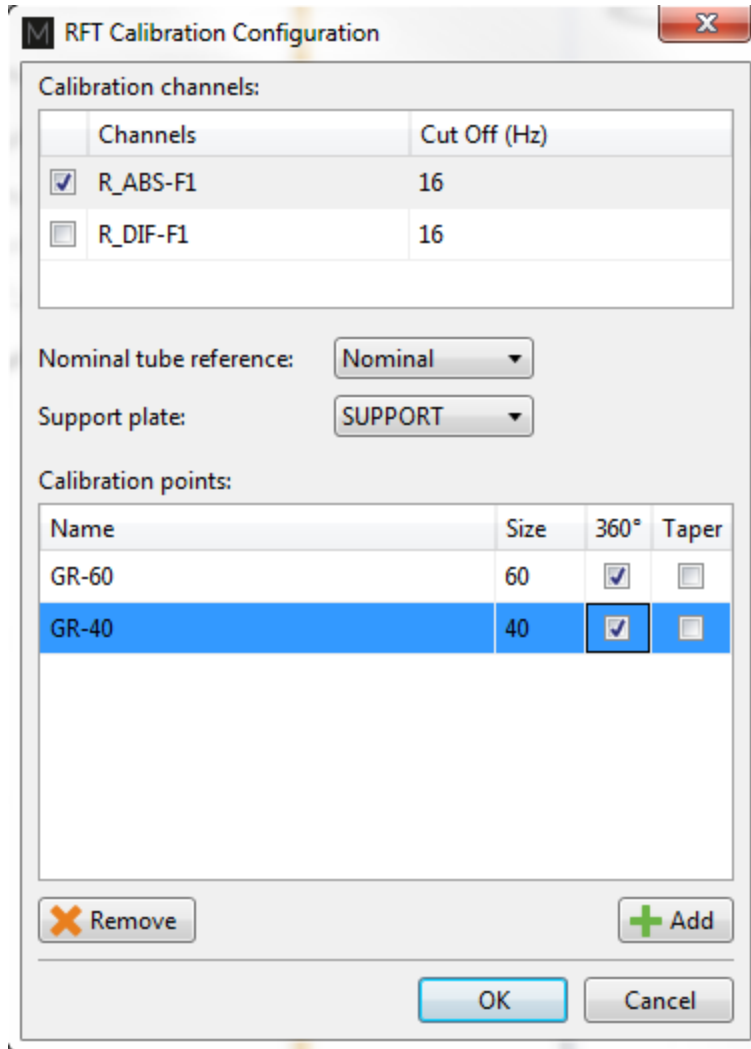 M RFT Calibration Configuration
Calibration channels:
Channels Cut Off (Hz)
R_ABS-F1 16
R_DIF-F1 16
Nominal tube reference: Nominal
Support plate: SUPPORT
Calibration points:
Name Size 360° Taper
GR-60 60
GR-40 40
Remove Add
OK Cancel